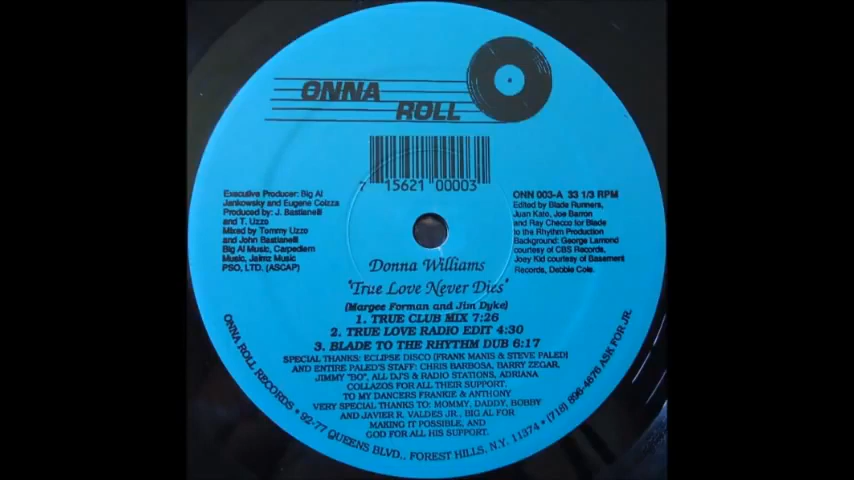 ONNA
ROLL
7 15621 00003
Executive Producer: Big Al
Jankowsky and Eugene Colzza
Produced by: J. Bastianelli
and T. Uzzo
Mixed by Tommy Uzzo
and John Bastianelli
Big Al Music, Carpediem
Music, Jaimz Music
PSO, LTD. (ASCAP)
ONN 003-A 33 1/3 RPM
Edited by Blade Runners,
Juan Kato, Joe Barron
and Ray Checco for Blade
to the Rhythm Production
Background: George Lamond
courtesy of CBS Records,
Joey Kid courtesy of Basement
Records, Debbie Cole.
Donna Williams
"True Love Never Dies"
(Margee Forman and Jim Dyke)
1. TRUE CLUB MIX 7:26
2. TRUE LOVE RADIO EDIT 4:30
3. BLADE TO THE RHYTHM DUB 6:17
SPECIAL THANKS: ECLIPSE DISCO (FRANK MANIS & STEVE PALED)
AND ENTIRE PALED'S STAFF: CHRIS BARBOSA, BARRY ZEGAR,
JIMMY "BO", ALL DJ'S & RADIO STATIONS, ADRIANA
COLLAZOS FOR ALL THEIR SUPPORT.
TO MY DANCERS FRANKIE & ANTHONY
VERY SPECIAL THANKS TO: MOMMY, DADDY, BOBBY
AND JAVIER R. VALDES JR., BIG AL FOR
MAKING IT POSSIBLE, AND
GOD FOR ALL HIS SUPPORT.
ONNA ROLL RECORDS • 92-77 QUEENS BLVD., FOREST HILLS, N.Y. 11374 • (718) 896-4876 ASK FOR JR.